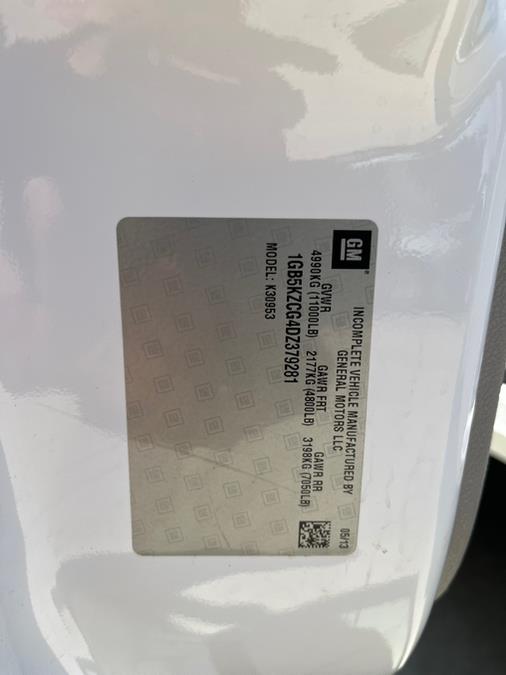 GM
INCOMPLETE VEHICLE MANUFACTURED BY
GENERAL MOTORS LLC
05/13
GVWR GAWR FRT GAWR RR
4990KG (11000LB) 2177KG (4800LB) 3198KG (7050LB)
1GB5KZCG4DZ379281
MODEL: K30953